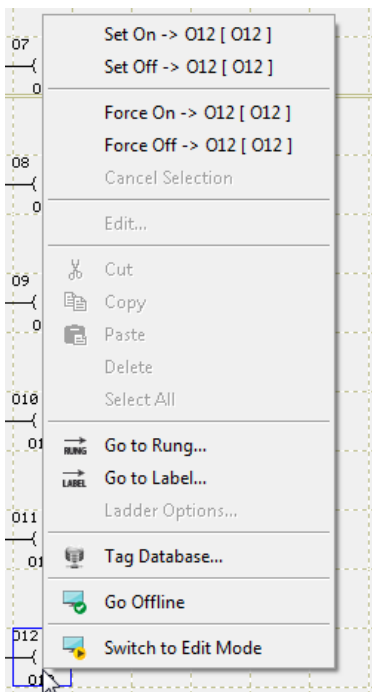 07
0
Set On -> O12 [ O12 ]
Set Off -> O12 [ O12 ]
Force On -> O12 [ O12 ]
Force Off -> O12 [ O12 ]
08
Cancel Selection
0
Edit...
09
Cut
Copy
0
Paste
Delete
010
Select All
01
RUNG
Go to Rung...
LABEL
Go to Label...
011
Ladder Options...
01
Tag Database...
Go Offline
012
Switch to Edit Mode
01